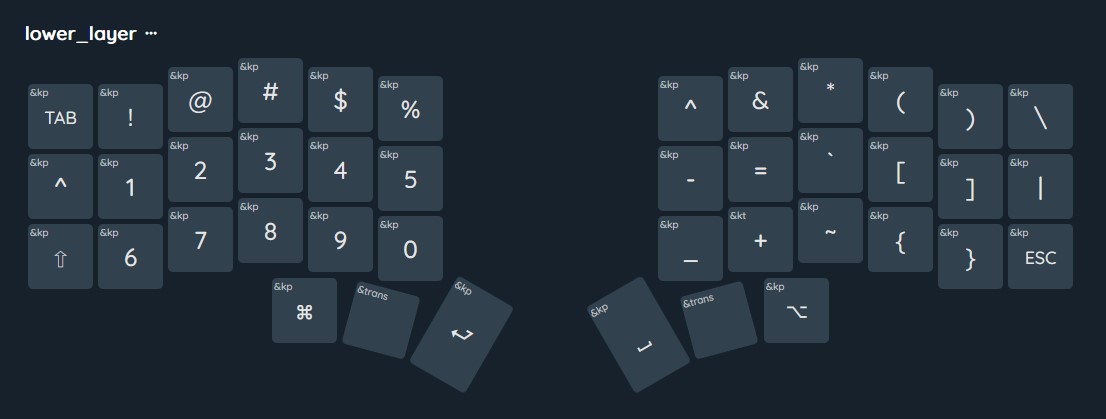 lower_layer ···
&kp TAB &kp ! &kp @ &kp # &kp $ &kp % &kp ^ &kp & &kp * &kp ( &kp ) &kp \
&kp ^ &kp 1 &kp 2 &kp 3 &kp 4 &kp 5 &kp - &kp = &kp ` &kp [ &kp ] &kp |
&kp ⇧ &kp 6 &kp 7 &kp 8 &kp 9 &kp 0 &kp _ &kt + &kp ~ &kp { &kp } &kp ESC
&kp ⌘ &trans &kp ↩ &kp ⎵ &trans &kp ⌥